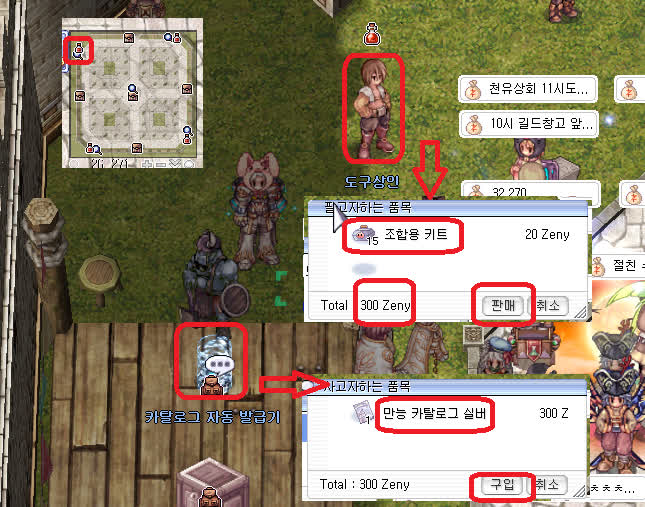 천유상회 11시도...
10시 길드창고 앞...
도구상인
32,270
팔고자하는 품목
조합용 키트
15
20 Zeny
Total
300 Zeny
판매
취소
절친
카탈로그 자동 발급기
사고자하는 품목
만능 카탈로그 실버
1
300 Z
Total : 300 Zeny
구입
취소
ㅊㅊㅊ...